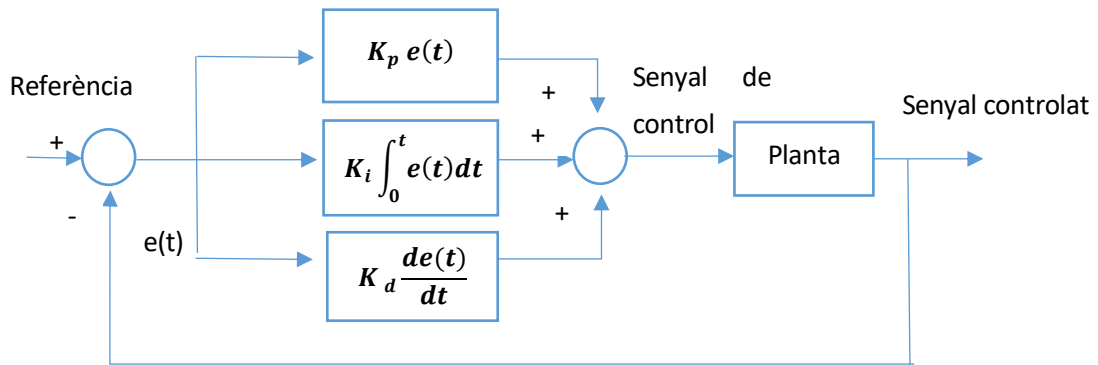 Referència
+
-
e(t)
K_p e(t)
K_i ∫_0^t e(t)dt
K_d de(t)/dt
+
+
+
Senyal de
control
Planta
Senyal controlat